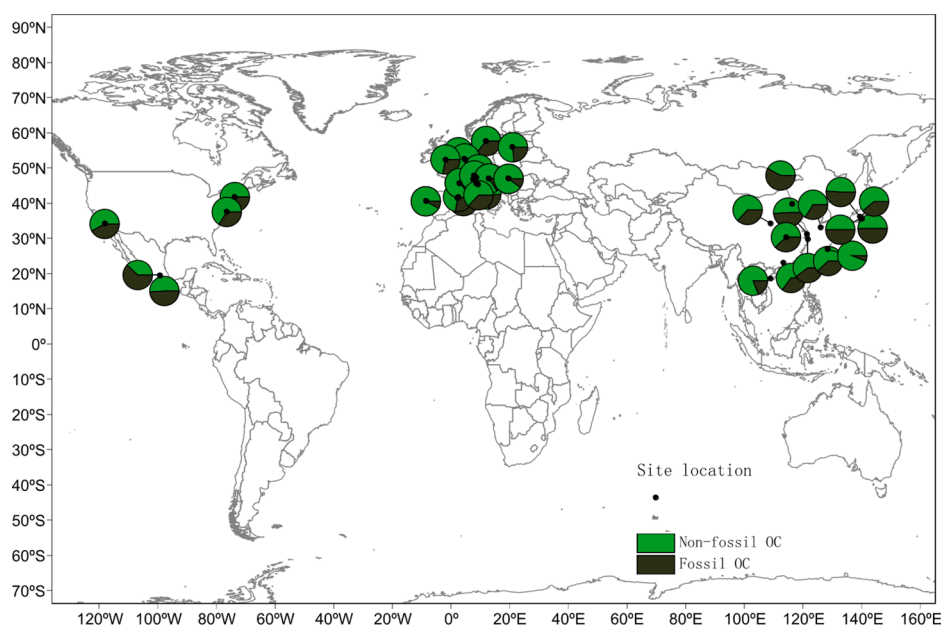 90ºN
80ºN
70ºN
60ºN
50ºN
40ºN
30ºN
20ºN
10ºN
0º
10ºS
20ºS
30ºS
40ºS
50ºS
60ºS
70ºS
Site location
Non-fossil OC
Fossil OC
120ºW 100ºW 80ºW 60ºW 40ºW 20ºW 0º 20ºE 40ºE 60ºE 80ºE 100ºE 120ºE 140ºE 160ºE